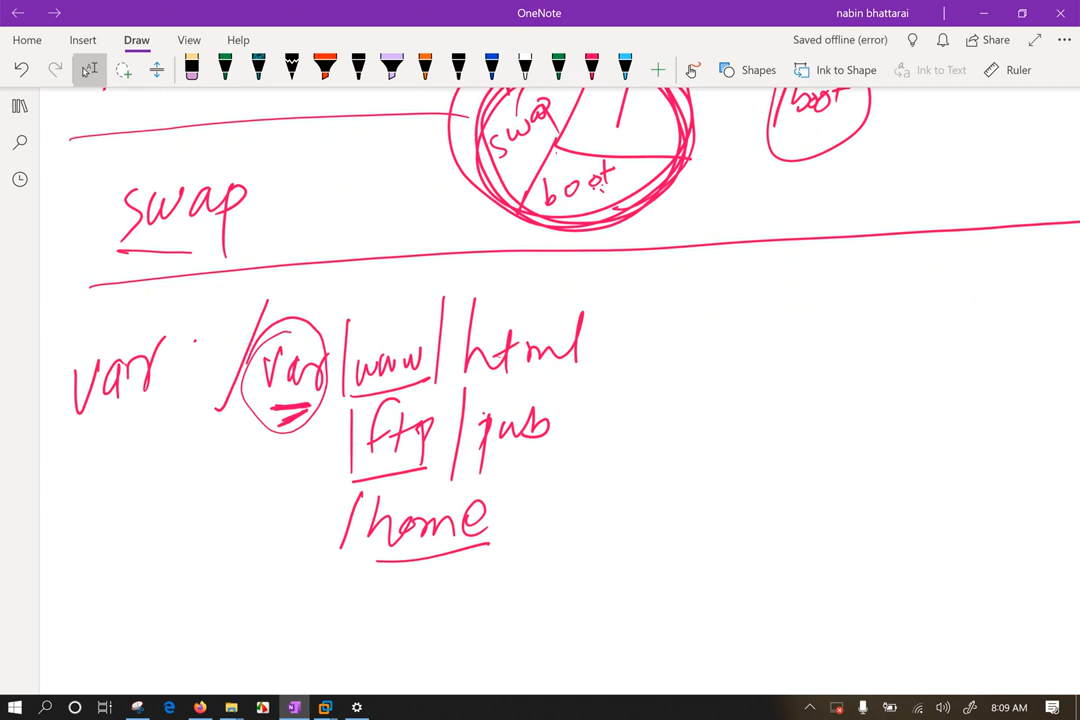 OneNote
nabin bhattarai
Home Insert Draw View Help
Saved offline (error)
Share
Shapes
Ink to Shape
Ink to Text
Ruler
swap
/
boot
/boot
swap
var /var/www/html
/ftp/pub
/home
8:09 AM